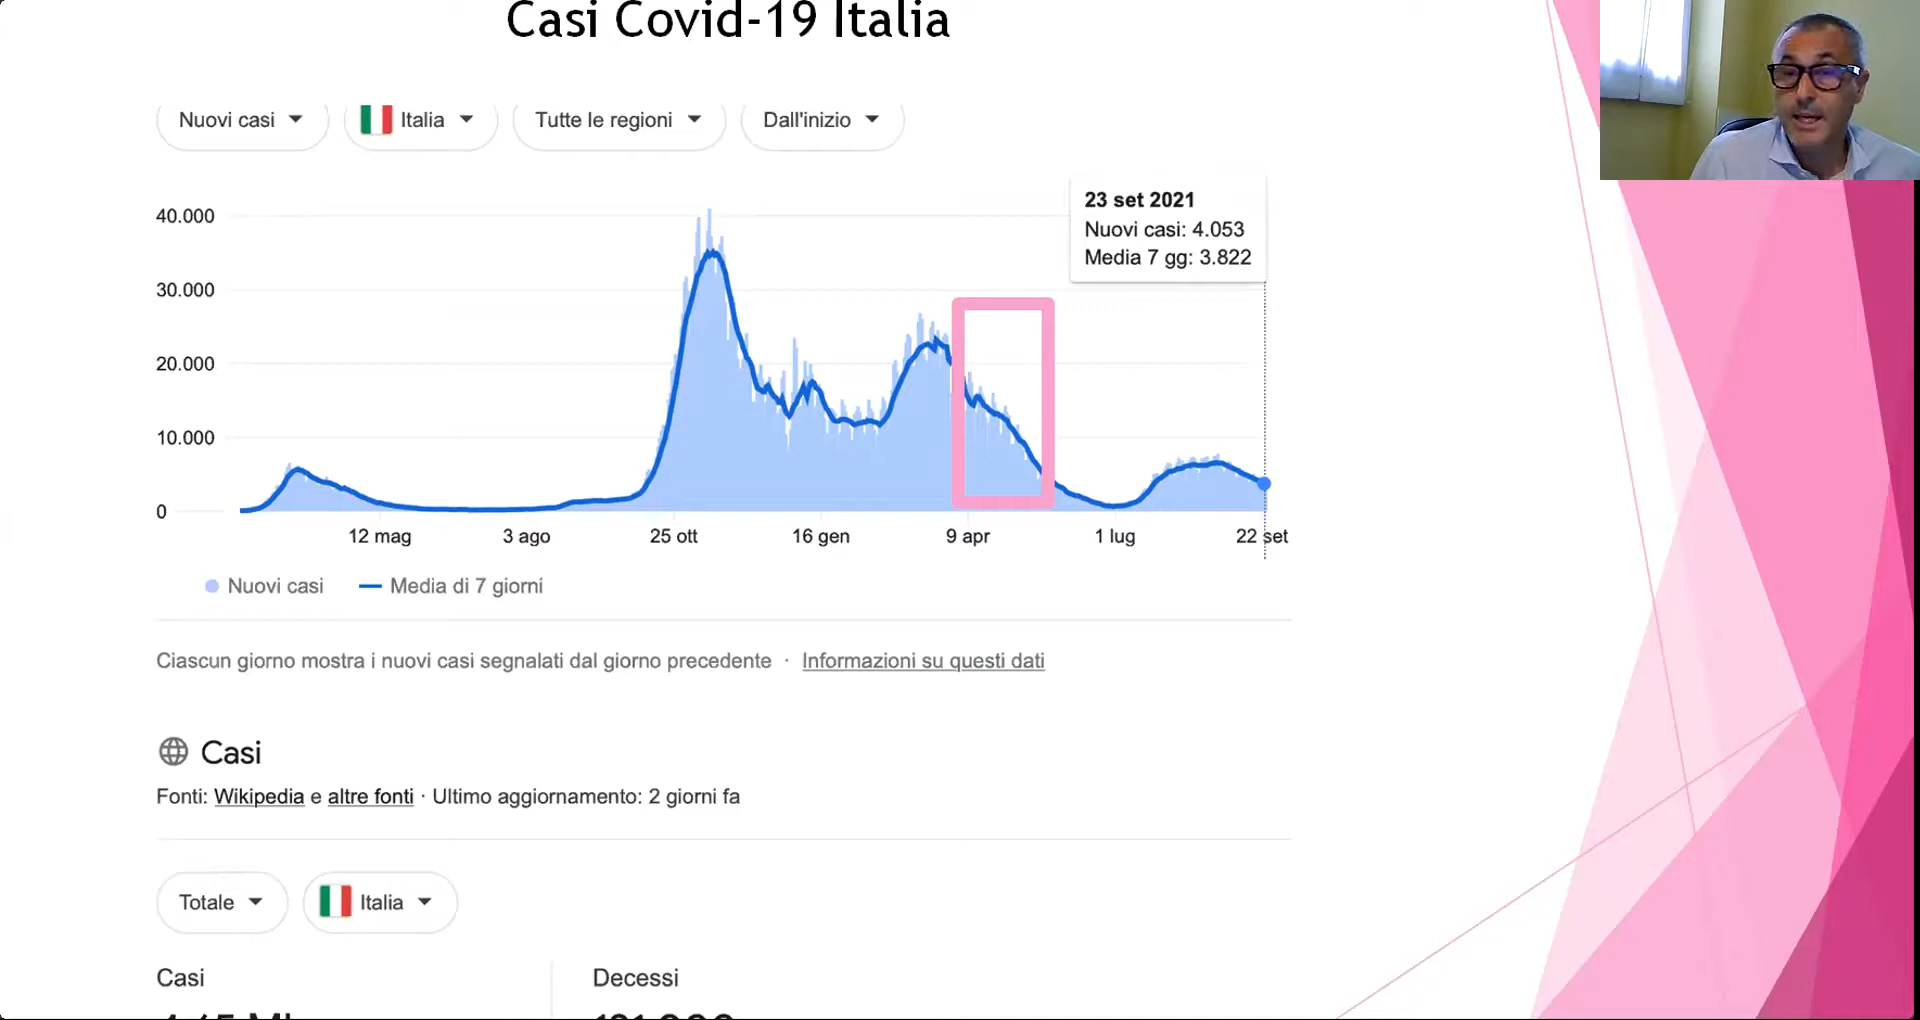 Casi Covid-19 Italia
Nuovi casi Italia Tutte le regioni Dall'inizio
23 set 2021
Nuovi casi: 4.053
Media 7 gg: 3.822
40.000
30.000
20.000
10.000
0
12 mag 3 ago 25 ott 16 gen 9 apr 1 lug 22 set
Nuovi casi Media di 7 giorni
Ciascun giorno mostra i nuovi casi segnalati dal giorno precedente · Informazioni su questi dati
Casi
Fonti: Wikipedia e altre fonti · Ultimo aggiornamento: 2 giorni fa
Totale Italia
Casi Decessi